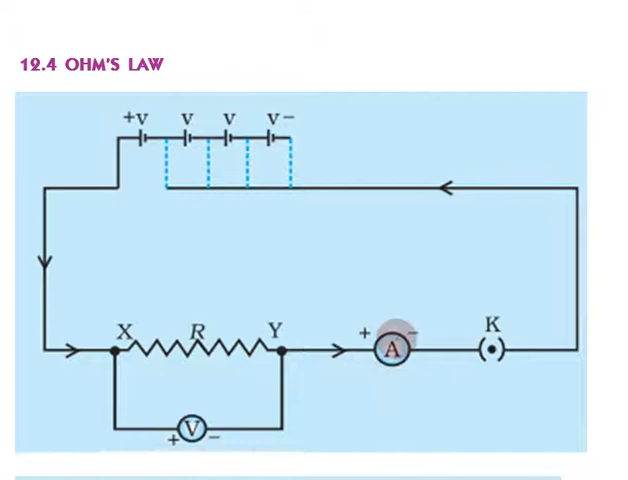 12.4 OHM'S LAW
+v v v v-
X R Y + A - K
+ V -